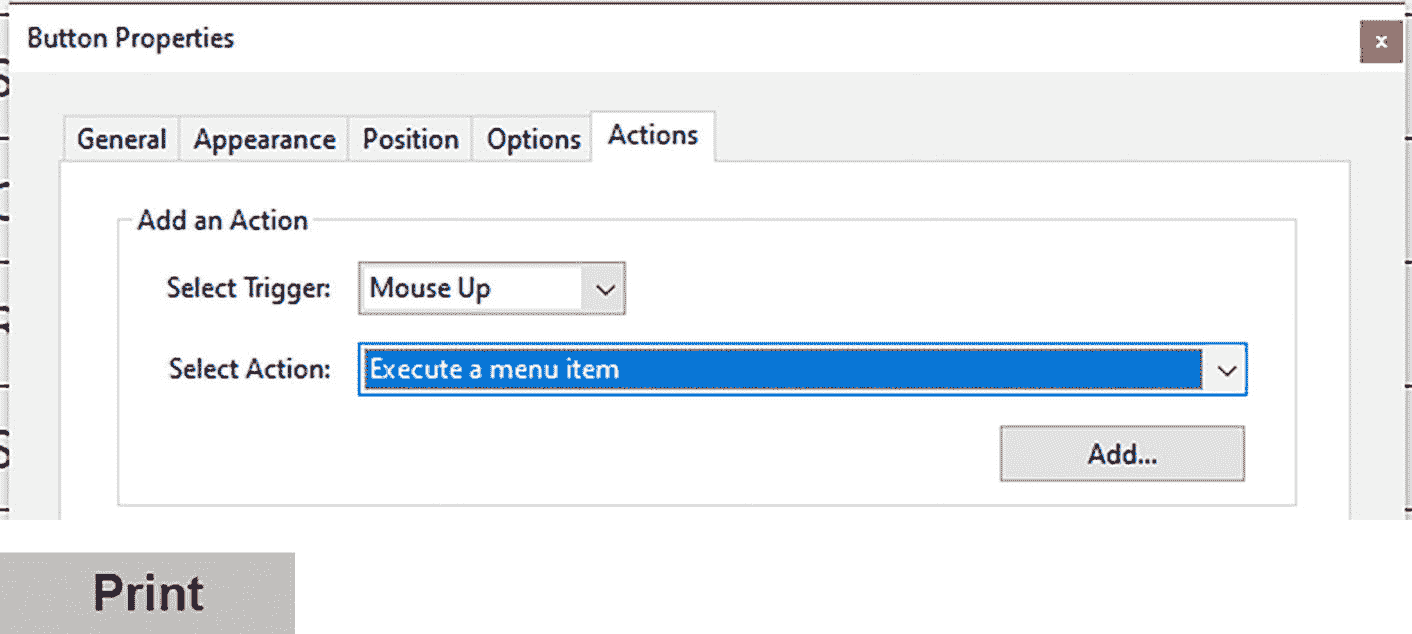 Button Properties
x
General Appearance Position Options Actions
Add an Action
Select Trigger: Mouse Up
Select Action: Execute a menu item
Add...
Print